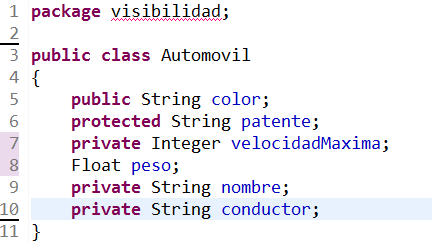 1 package visibilidad;
2
3 public class Automovil
4 {
5 public String color;
6 protected String patente;
7 private Integer velocidadMaxima;
8 Float peso;
9 private String nombre;
10 private String conductor;
11 }